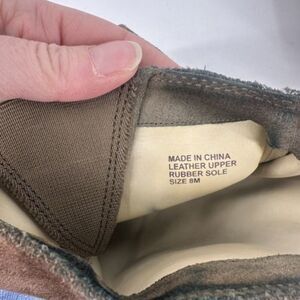 MADE IN CHINA
LEATHER UPPER
RUBBER SOLE
SIZE 8M